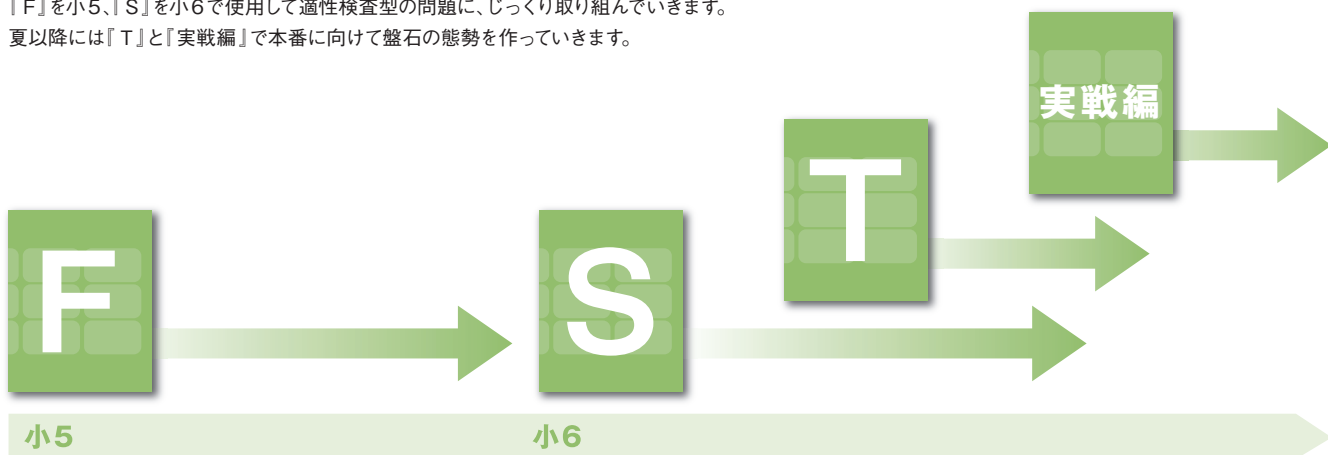 『F』を小5、『S』を小6で使用して適性検査型の問題に、じっくり取り組んでいきます。
夏以降には『T』と『実戦編』で本番に向けて盤石の態勢を作っていきます。
実戦編
T
F
S
小5
小6